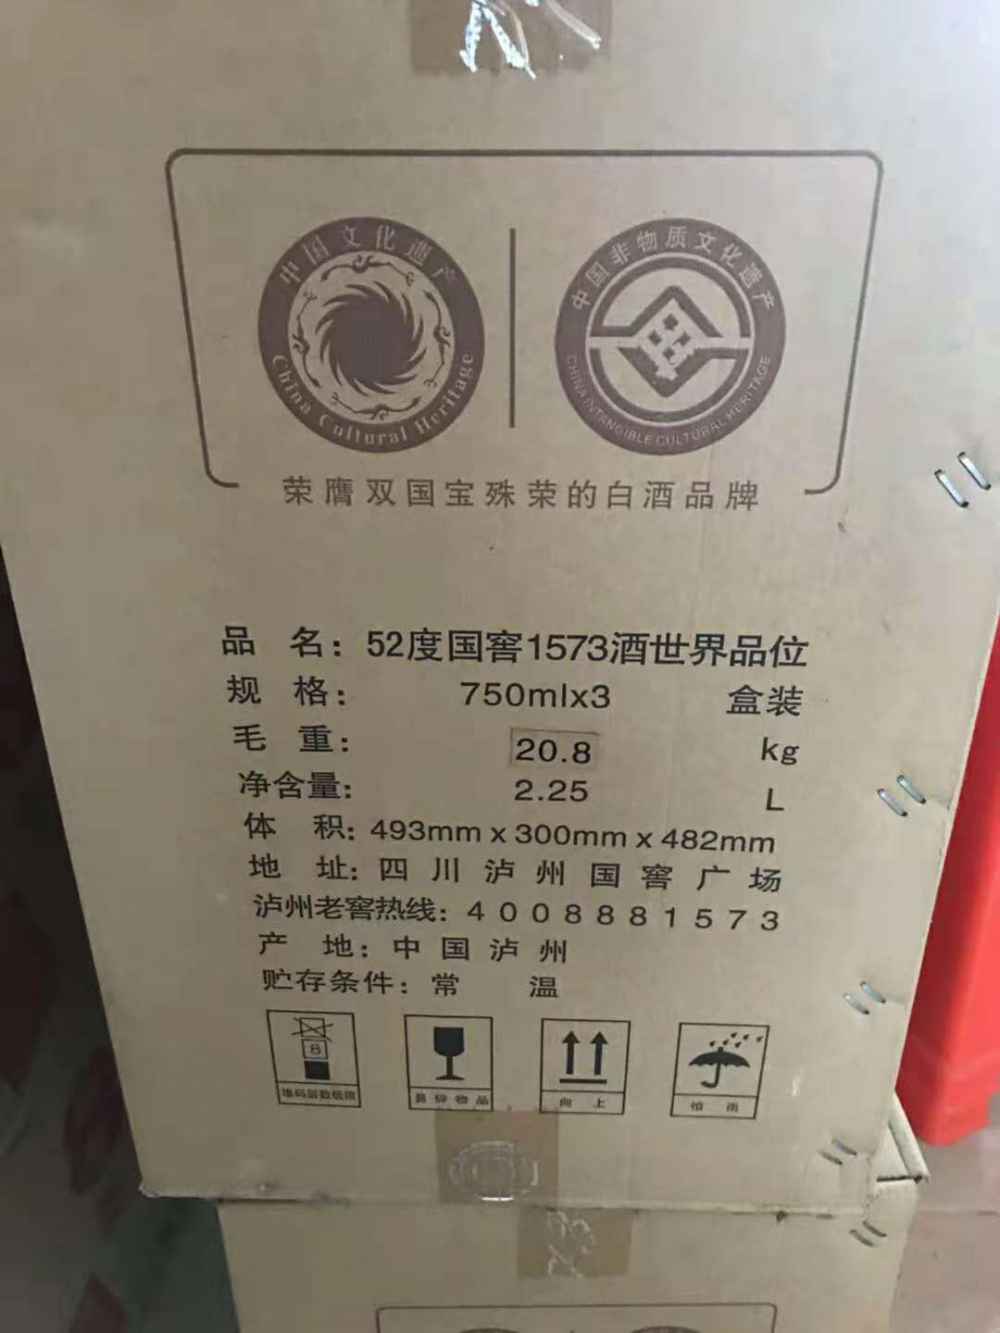 中国文化遗产
China Cultural Heritage
中国非物质文化遗产
CHINA INTANGIBLE CULTURAL HERITAGE
荣膺双国宝殊荣的白酒品牌
品 名：52度国窖1573酒世界品位
规 格： 750mlx3 盒装
毛 重： 20.8 kg
净含量： 2.25 L
体 积：493mm x 300mm x 482mm
地 址：四川泸州国窖广场
泸州老窖热线：4008881573
产 地：中国泸州
贮存条件：常 温
8
堆码层数极限 易碎物品 向 上 怕 雨